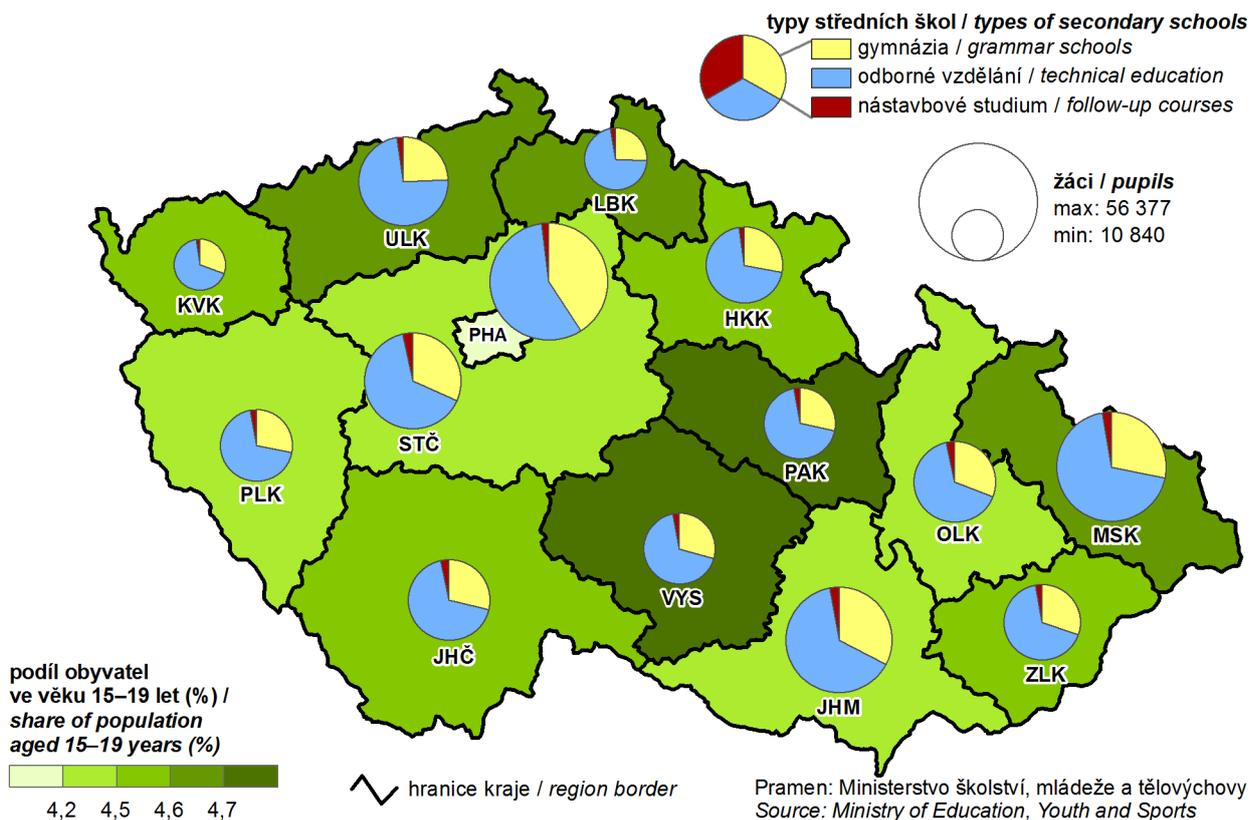 typy středních škol / types of secondary schools
gymnázia / grammar schools
odborné vzdělání / technical education
nástavbové studium / follow-up courses
žáci / pupils
max: 56 377
min: 10 840
LBK
ULK
KVK
HKK
PHA
STČ
PAK
PLK
OLK
MSK
VYS
JHČ
ZLK
JHM
podíl obyvatel
ve věku 15–19 let (%) /
share of population
aged 15–19 years (%)
4,2 4,5 4,6 4,7
hranice kraje / region border
Pramen: Ministerstvo školství, mládeže a tělovýchovy
Source: Ministry of Education, Youth and Sports